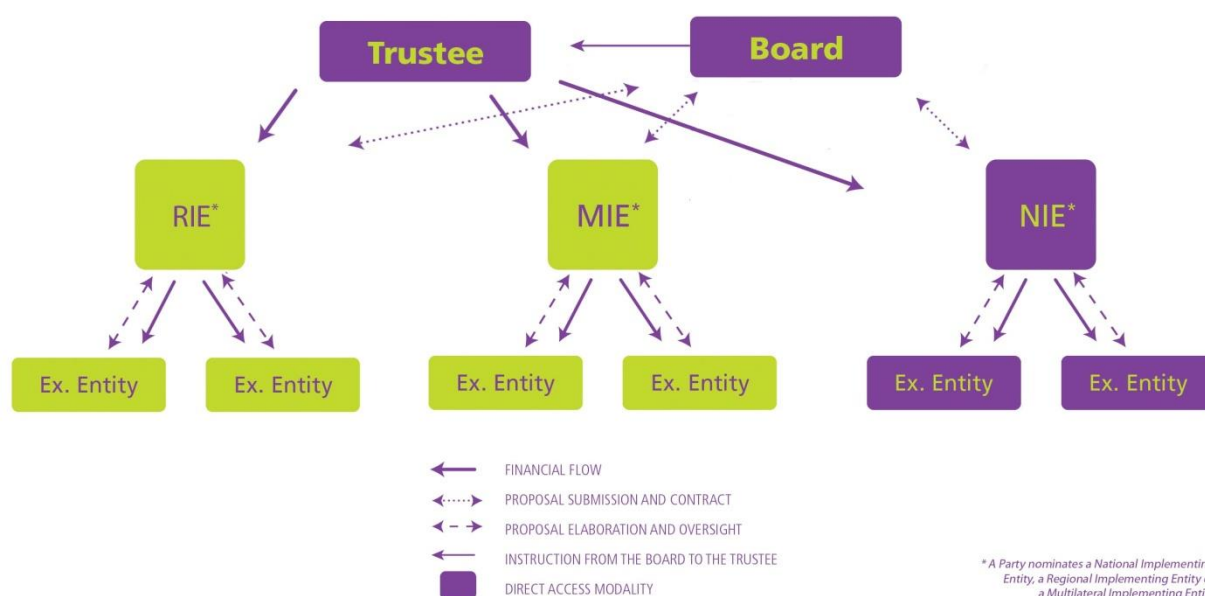 Trustee
Board
RIE*
MIE*
NIE*
Ex. Entity
Ex. Entity
Ex. Entity
Ex. Entity
Ex. Entity
Ex. Entity
FINANCIAL FLOW
PROPOSAL SUBMISSION AND CONTRACT
PROPOSAL ELABORATION AND OVERSIGHT
INSTRUCTION FROM THE BOARD TO THE TRUSTEE
DIRECT ACCESS MODALITY
* A Party nominates a National
Entity, a Regional Implementing Entity
a Multilateral Implementing